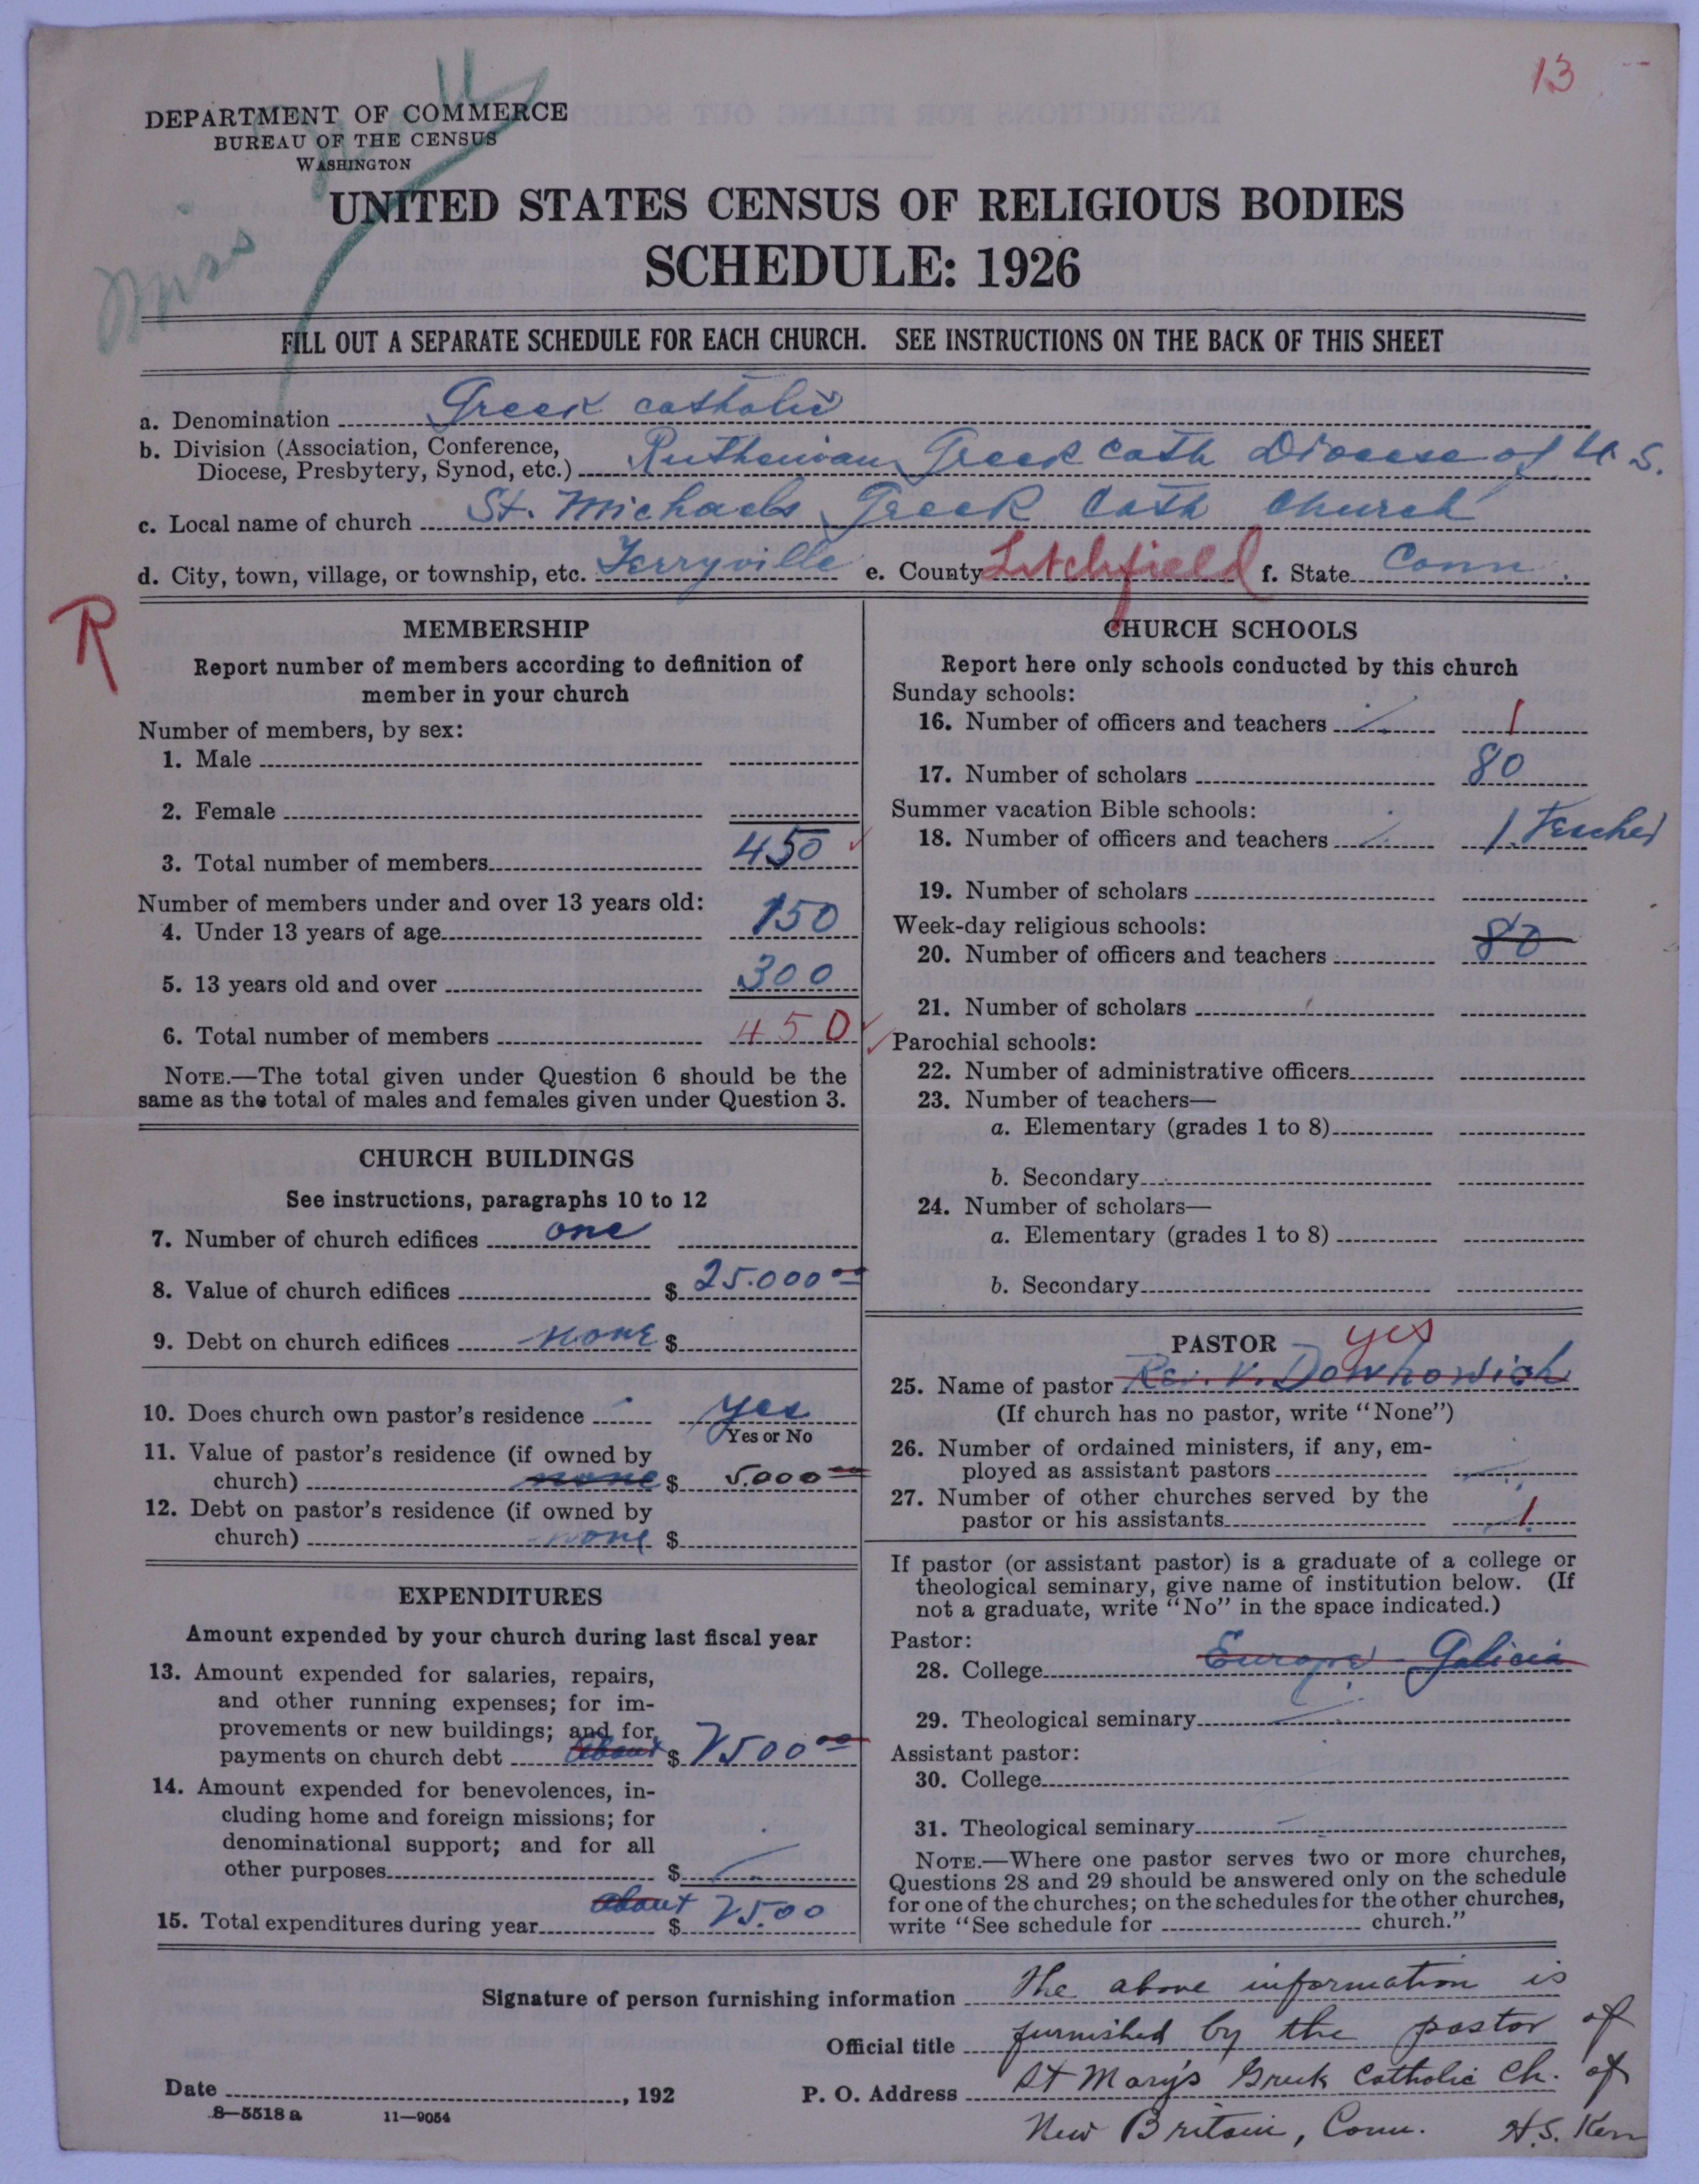 13
DEPARTMENT OF COMMERCE
BUREAU OF THE CENSUS
WASHINGTON
UNITED STATES CENSUS OF RELIGIOUS BODIES
SCHEDULE: 1926
FILL OUT A SEPARATE SCHEDULE FOR EACH CHURCH. SEE INSTRUCTIONS ON THE BACK OF THIS SHEET
a. Denomination Greek catholic
b. Division (Association, Conference,
Diocese, Presbytery, Synod, etc.) Ruthenian Greek Cath Diocese of U.S.
c. Local name of church St. Michaels Greek Cath Church
d. City, town, village, or township, etc. Terryville e. County Litchfield f. State Conn.
R
MEMBERSHIP
Report number of members according to definition of
member in your church
Number of members, by sex:
1. Male
2. Female
3. Total number of members 450
Number of members under and over 13 years old:
4. Under 13 years of age 150
5. 13 years old and over 300
6. Total number of members 450
NOTE.—The total given under Question 6 should be the
same as the total of males and females given under Question 3.
CHURCH BUILDINGS
See instructions, paragraphs 10 to 12
7. Number of church edifices one
8. Value of church edifices $ 25.000 00
9. Debt on church edifices none $
10. Does church own pastor's residence yes
Yes or No
11. Value of pastor's residence (if owned by
church) none $ 5.000 00
12. Debt on pastor's residence (if owned by
church) none $
EXPENDITURES
Amount expended by your church during last fiscal year
13. Amount expended for salaries, repairs,
and other running expenses; for im-
provements or new buildings; and for
payments on church debt about $ 2500 00
14. Amount expended for benevolences, in-
cluding home and foreign missions; for
denominational support; and for all
other purposes $
15. Total expenditures during year about $ 25.00
CHURCH SCHOOLS
Report here only schools conducted by this church
Sunday schools:
16. Number of officers and teachers 1
17. Number of scholars 80
Summer vacation Bible schools:
18. Number of officers and teachers 1. Teacher
19. Number of scholars
Week-day religious schools:
20. Number of officers and teachers 80
21. Number of scholars
Parochial schools:
22. Number of administrative officers
23. Number of teachers—
a. Elementary (grades 1 to 8)
b. Secondary
24. Number of scholars—
a. Elementary (grades 1 to 8)
b. Secondary
PASTOR yes
25. Name of pastor Rev. V. Dowhowich
(If church has no pastor, write "None")
26. Number of ordained ministers, if any, em-
ployed as assistant pastors
27. Number of other churches served by the
pastor or his assistants 1
If pastor (or assistant pastor) is a graduate of a college or
theological seminary, give name of institution below. (If
not a graduate, write "No" in the space indicated.)
Pastor:
28. College Europe Galicia
29. Theological seminary
Assistant pastor:
30. College
31. Theological seminary
NOTE.—Where one pastor serves two or more churches,
Questions 28 and 29 should be answered only on the schedule
for one of the churches; on the schedules for the other churches,
write "See schedule for church."
Signature of person furnishing information The above information is
Official title furnished by the pastor of
Date , 192 P. O. Address St Mary's Greek Catholic Ch. of
8—5518 a 11—9054
New Britain, Conn. H.S. Kerr